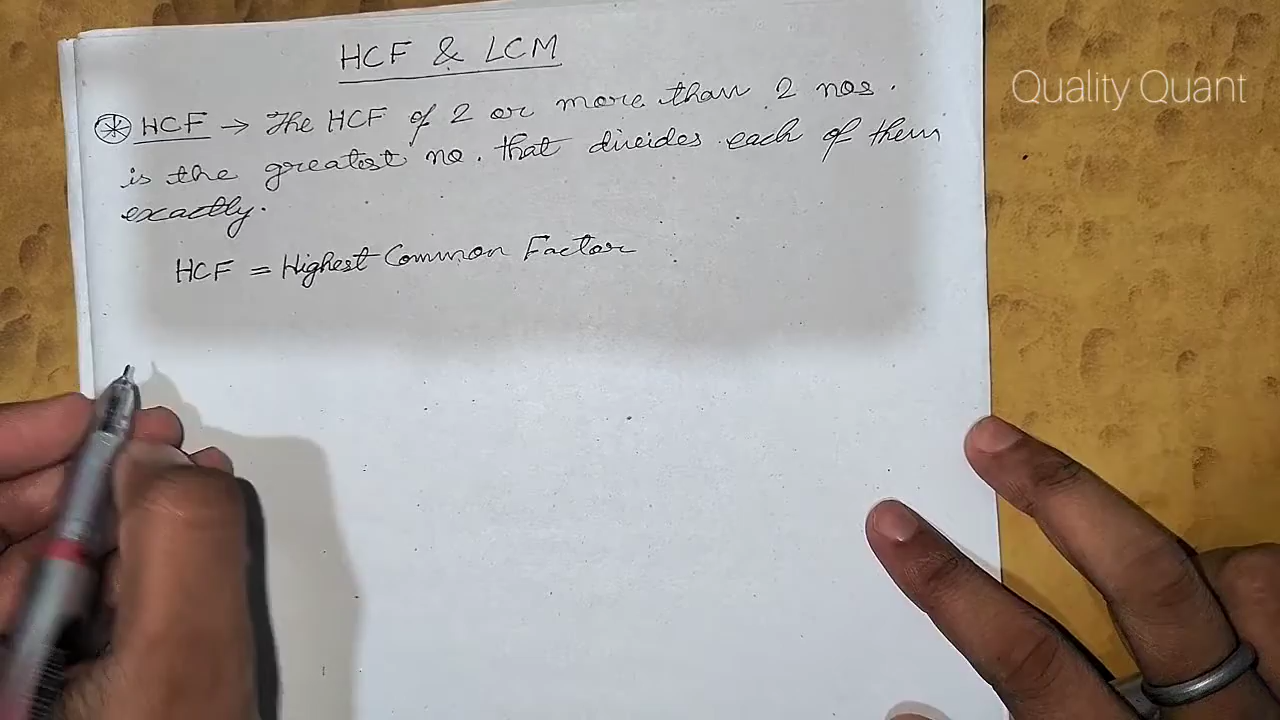 HCF & LCM
Quality Quant
HCF → The HCF of 2 or more than 2 nos.
is the greatest no. that divides each of them
exactly.
HCF = Highest Common Factor